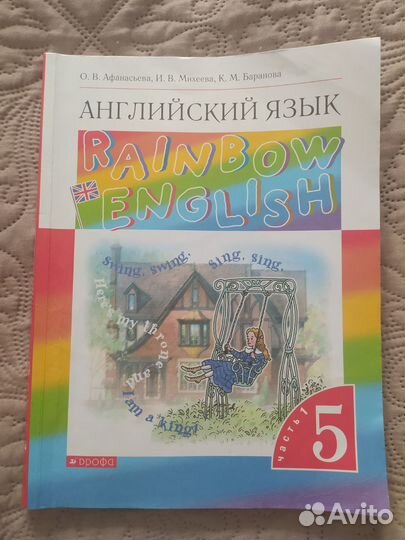 О. В. Афанасьева, И. В. Михеева, К. М. Баранова
АНГЛИЙСКИЙ ЯЗЫК
RAINBOW
ENGLISH
Swing, swing,
Sing, sing,
Here's my throne
and
I am a king!
часть 1
5
дрофа
Avito